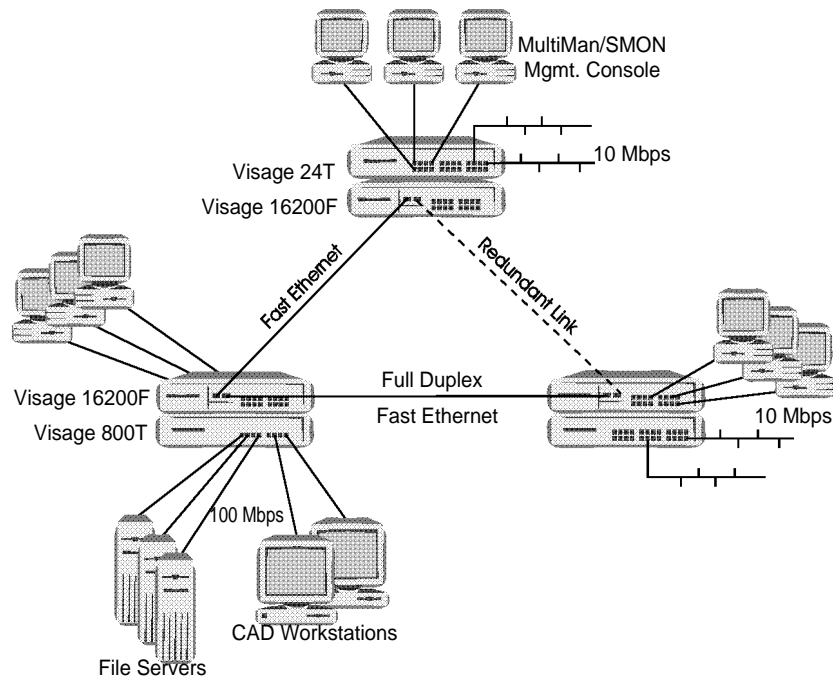 MultiMan/SMON
Mgmt. Console
10 Mbps
Visage 24T
Visage 16200F
Fast Ethernet
Redundant Link
Visage 16200F
Full Duplex
Fast Ethernet
10 Mbps
Visage 800T
100 Mbps
CAD Workstations
File Servers